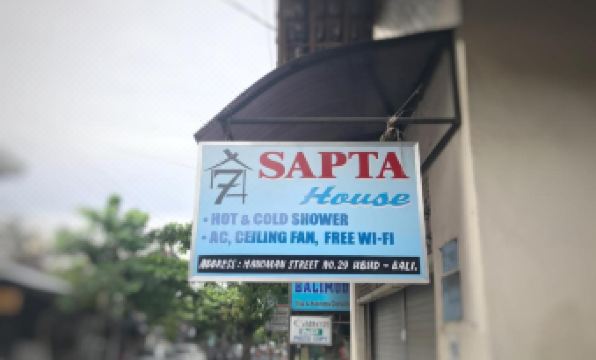 7 SAPTA
House
• HOT & COLD SHOWER
• AC, CEILING FAN, FREE WI-FI
ADDRESS : HANOMAN STREET NO.29 UBUD - BALI.